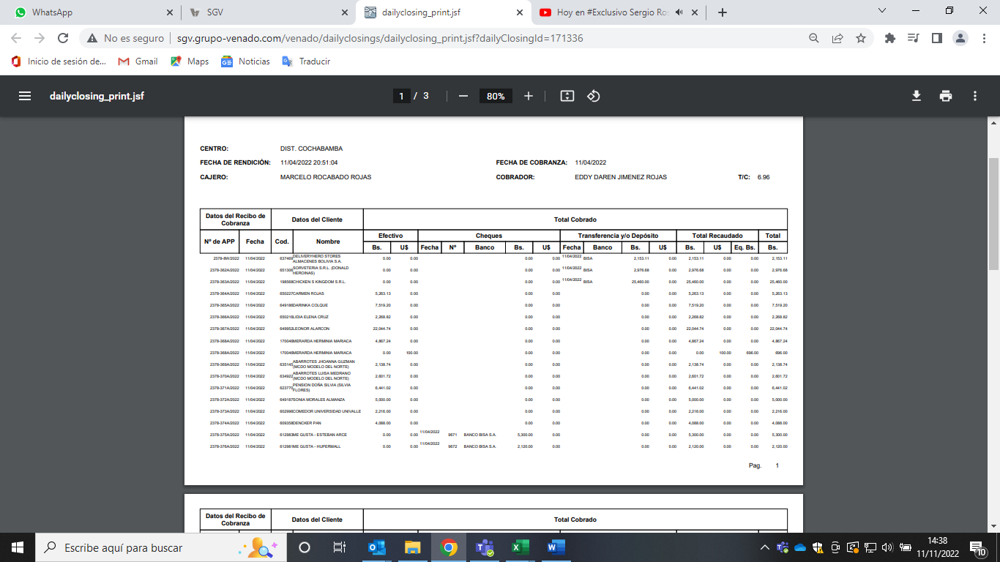 WhatsApp
SGV
dailyclosing_print.jsf
Hoy en #Exclusivo Sergio Ros
No es seguro | sgv.grupo-venado.com/venado/dailyclosings/dailyclosing_print.jsf?dailyClosingId=171336
Inicio de sesión de... Gmail Maps Noticias Traducir
dailyclosing_print.jsf 1 / 3 80%
CENTRO: DIST. COCHABAMBA
FECHA DE RENDICIÓN: 11/04/2022 20:51:04 FECHA DE COBRANZA: 11/04/2022
CAJERO: MARCELO ROCABADO ROJAS COBRADOR: EDDY DAREN JIMENEZ ROJAS T/C: 6.96
Datos del Recibo de Cobranza Datos del Cliente Total Cobrado
Nº de APP Fecha Cod. Nombre Efectivo Cheques Transferencia y/o Depósito Total Recaudado Total
Bs. U$ Fecha Nº Banco Bs. U$ Fecha Banco Bs. U$ Bs. U$ Eq. Bs. Bs.
2378-8W/2022 11/04/2022 637469 DELIVERYHERO STORES ALMACENES BOLIVIA S.A. 0.00 0.00 0.00 0.00 11/04/2022 BISA 2,153.11 0.00 2,153.11 0.00 0.00 2,153.11
2378-362A/2022 11/04/2022 651306 SORVETERIA S.R.L. (DONALD HEROINAS) 0.00 0.00 0.00 0.00 11/04/2022 BISA 2,976.68 0.00 2,976.68 0.00 0.00 2,976.68
2378-363A/2022 11/04/2022 198568 CHICKEN S KINGDOM S.R.L. 0.00 0.00 0.00 0.00 11/04/2022 BISA 25,460.00 0.00 25,460.00 0.00 0.00 25,460.00
2378-364A/2022 11/04/2022 650227 CARMEN ROJAS 5,263.13 0.00 0.00 0.00 0.00 0.00 5,263.13 0.00 0.00 5,263.13
2378-365A/2022 11/04/2022 649186 DARINKA COLQUE 7,519.20 0.00 0.00 0.00 0.00 0.00 7,519.20 0.00 0.00 7,519.20
2378-366A/2022 11/04/2022 650216 LIDIA ELENA CRUZ 2,268.82 0.00 0.00 0.00 0.00 0.00 2,268.82 0.00 0.00 2,268.82
2378-367A/2022 11/04/2022 649952 LEONOR ALARCON 22,044.74 0.00 0.00 0.00 0.00 0.00 22,044.74 0.00 0.00 22,044.74
2378-368A/2022 11/04/2022 170046 MERARDA HERMINIA MARIACA 4,867.24 0.00 0.00 0.00 0.00 0.00 4,867.24 0.00 0.00 4,867.24
2378-368A/2022 11/04/2022 170046 MERARDA HERMINIA MARIACA 0.00 100.00 0.00 0.00 0.00 0.00 0.00 100.00 696.00 696.00
2378-369A/2022 11/04/2022 635145 ABARROTES JHOANNA GUZMAN (MCDO MODELO DEL NORTE) 2,138.74 0.00 0.00 0.00 0.00 0.00 2,138.74 0.00 0.00 2,138.74
2378-370A/2022 11/04/2022 634922 ABARROTES LUISA MEDRANO (MCDO MODELO DEL NORTE) 2,601.72 0.00 0.00 0.00 0.00 0.00 2,601.72 0.00 0.00 2,601.72
2378-371A/2022 11/04/2022 623770 PENSION DOÑA SILVIA (SILVIA FLORES) 6,441.02 0.00 0.00 0.00 0.00 0.00 6,441.02 0.00 0.00 6,441.02
2378-372A/2022 11/04/2022 649187 SONIA MORALES ALMANZA 5,000.00 0.00 0.00 0.00 0.00 0.00 5,000.00 0.00 0.00 5,000.00
2378-373A/2022 11/04/2022 602996 COMEDOR UNIVERSIDAD UNIVALLE 2,216.00 0.00 0.00 0.00 0.00 0.00 2,216.00 0.00 0.00 2,216.00
2378-374A/2022 11/04/2022 609358 DENCKER PAN 4,088.00 0.00 0.00 0.00 0.00 0.00 4,088.00 0.00 0.00 4,088.00
2378-375A/2022 11/04/2022 612983 ME GUSTA - ESTEBAN ARCE 0.00 0.00 11/04/2022 9671 BANCO BISA S.A. 5,300.00 0.00 0.00 0.00 5,300.00 0.00 0.00 5,300.00
2378-376A/2022 11/04/2022 612981 ME GUSTA - HUPERMALL 0.00 0.00 11/04/2022 9672 BANCO BISA S.A. 2,120.00 0.00 0.00 0.00 2,120.00 0.00 0.00 2,120.00
Pag. 1
Datos del Recibo de Cobranza Datos del Cliente Total Cobrado
Escribe aquí para buscar
14:38
11/11/2022
10